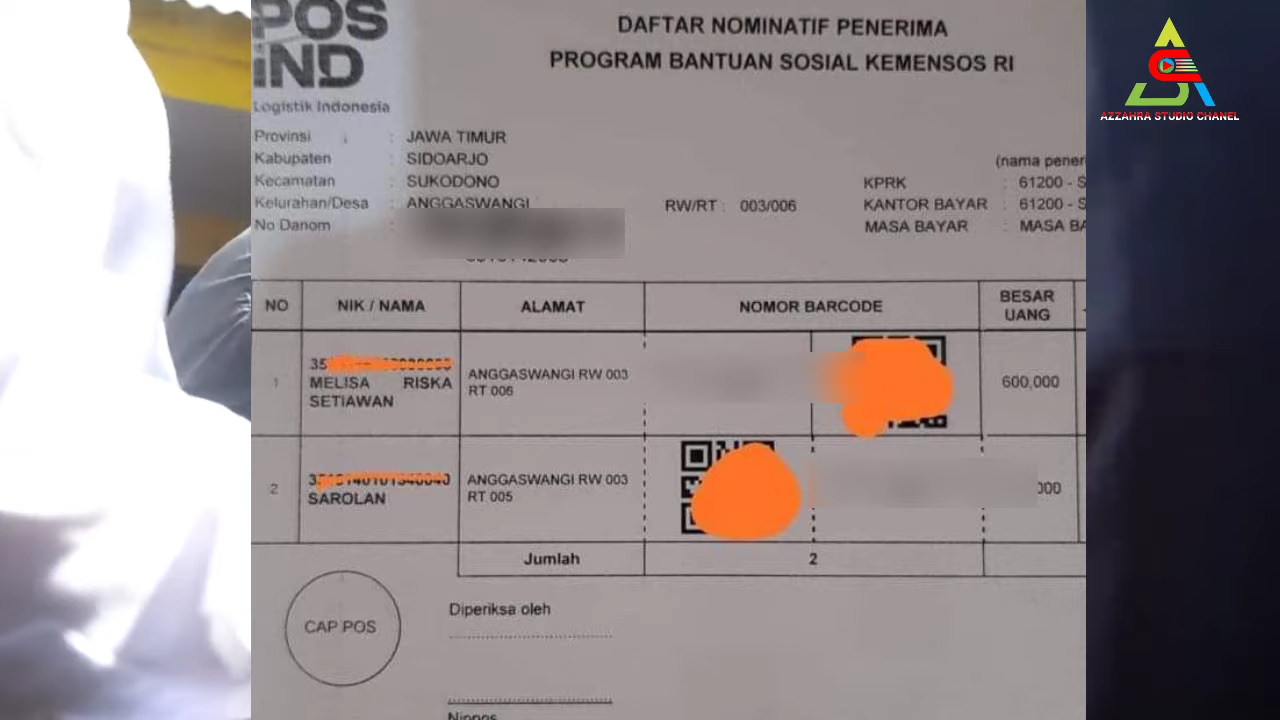 POS
IND
Logistik Indonesia
DAFTAR NOMINATIF PENERIMA
PROGRAM BANTUAN SOSIAL KEMENSOS RI
AZZAHRA STUDIO CHANEL
Provinsi : JAWA TIMUR
Kabupaten : SIDOARJO
Kecamatan : SUKODONO
Kelurahan/Desa : ANGGASWANGI
No Danom :
RW/RT : 003/006
(nama pener
KPRK : 61200 - S
KANTOR BAYAR : 61200 - S
MASA BAYAR : MASA BA
NO NIK / NAMA ALAMAT NOMOR BARCODE BESAR UANG
1 35
MELISA RISKA
SETIAWAN
ANGGASWANGI RW 003
RT 006
600,000
2
SAROLAN
ANGGASWANGI RW 003
RT 005
000
Jumlah 2
CAP POS
Diperiksa oleh
Nippos